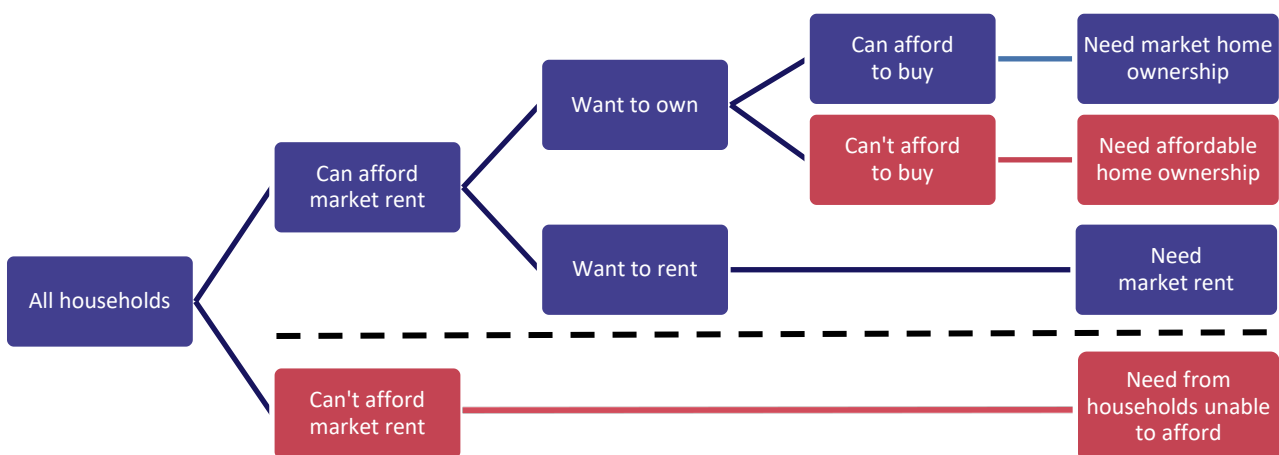 Can afford
to buy
Need market home
ownership
Want to own
Can't afford
to buy
Need affordable
home ownership
Can afford
market rent
Want to rent
Need
market rent
All households
Can't afford
market rent
Need from
households unable
to afford